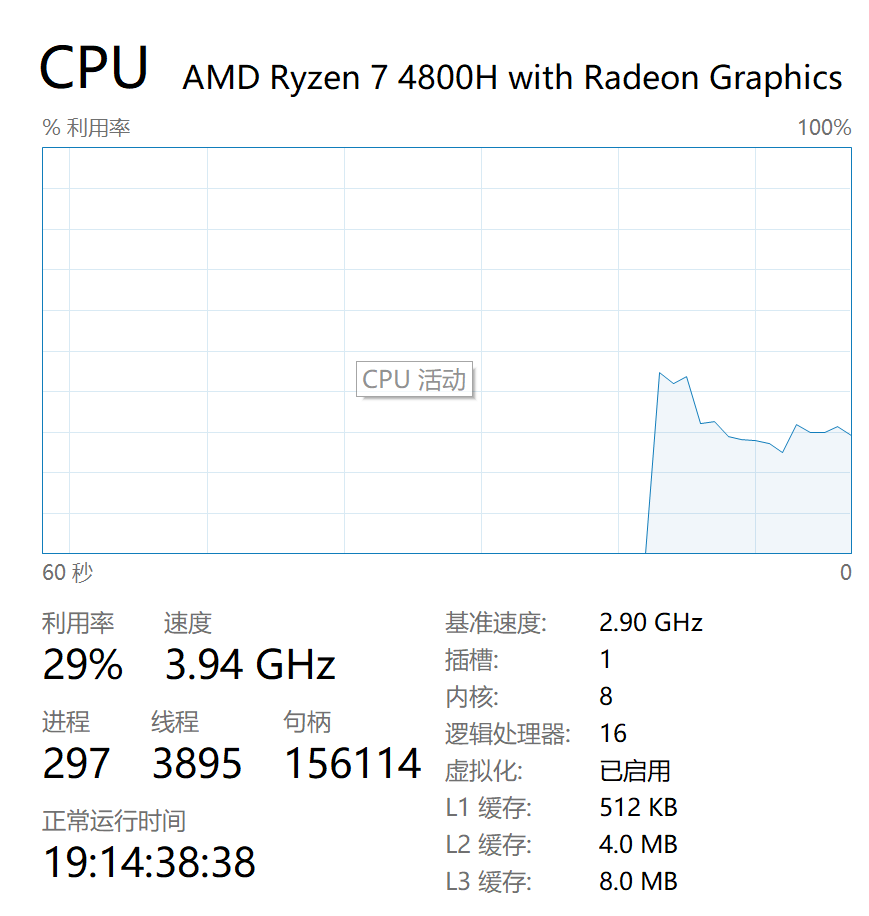 CPU AMD Ryzen 7 4800H with Radeon Graphics
% 利用率 100%
CPU 活动
60 秒 0
利用率 速度
29% 3.94 GHz
进程 线程 句柄
297 3895 156114
正常运行时间
19:14:38:38
基准速度: 2.90 GHz
插槽: 1
内核: 8
逻辑处理器: 16
虚拟化: 已启用
L1 缓存: 512 KB
L2 缓存: 4.0 MB
L3 缓存: 8.0 MB